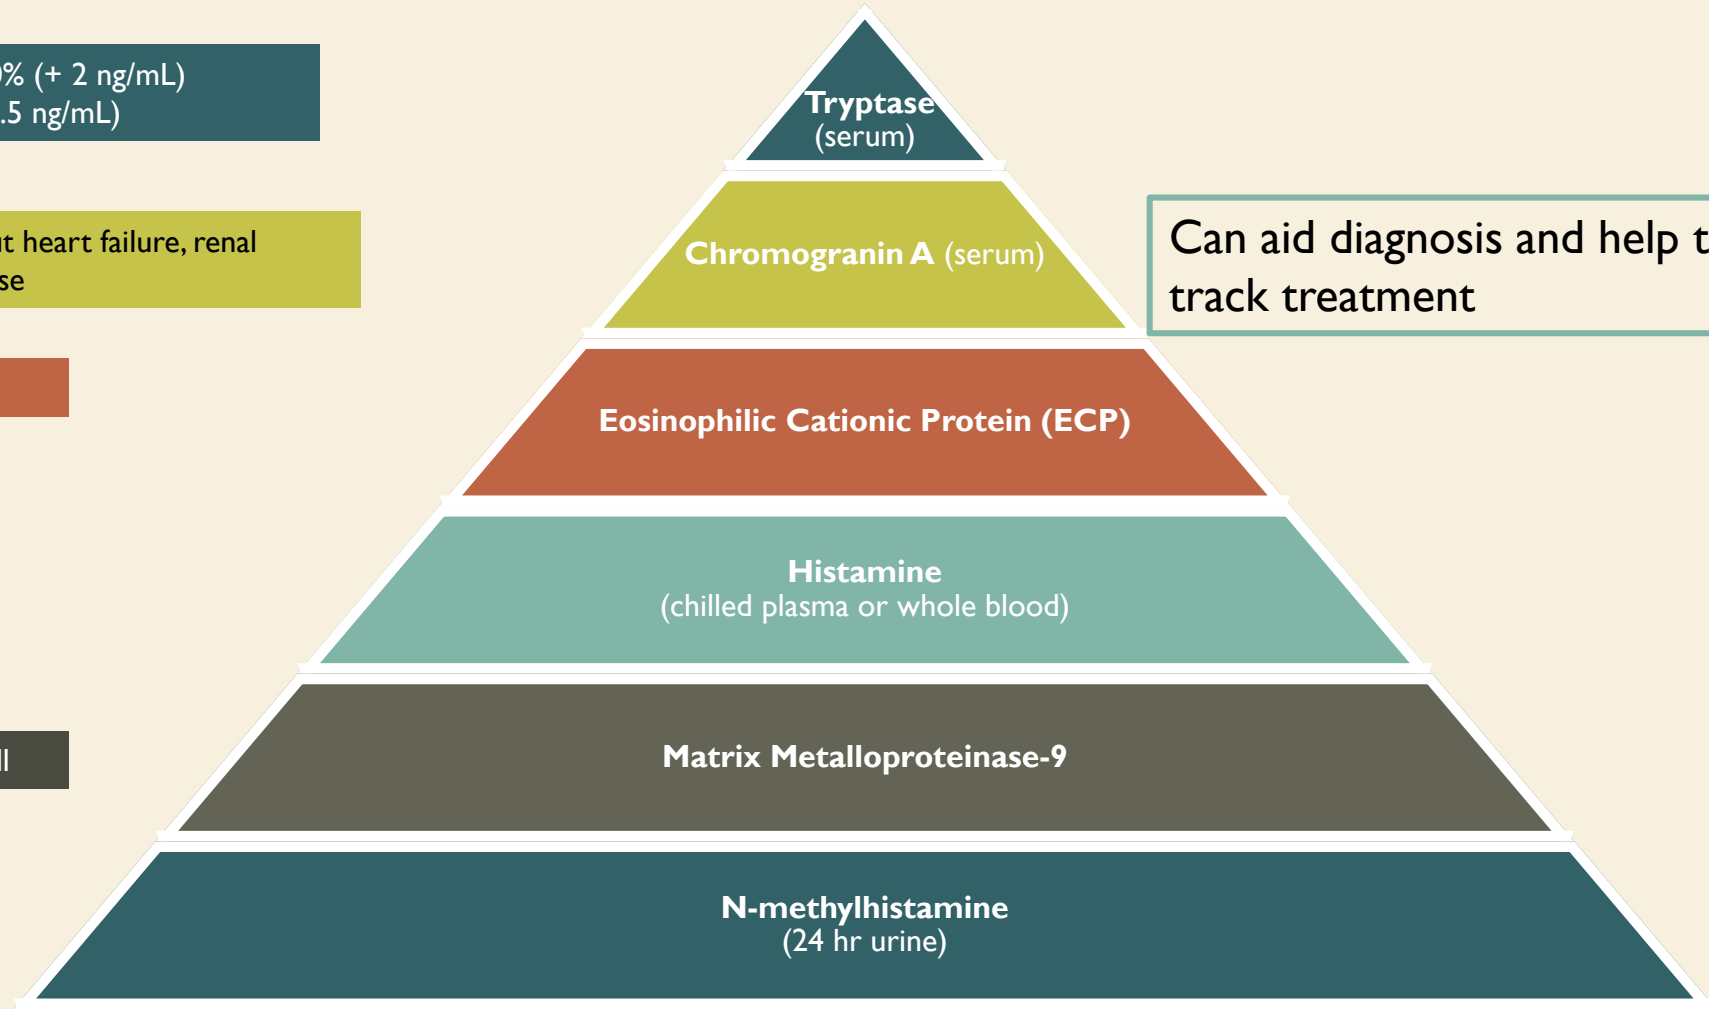 % (+ 2 ng/mL)
.5 ng/mL)
Tryptase
(serum)
heart failure, renal
Chromogranin A (serum)
Can aid diagnosis and help
track treatment
Eosinophilic Cationic Protein (ECP)
Histamine
(chilled plasma or whole blood)
Matrix Metalloproteinase-9
N-methylhistamine
(24 hr urine)